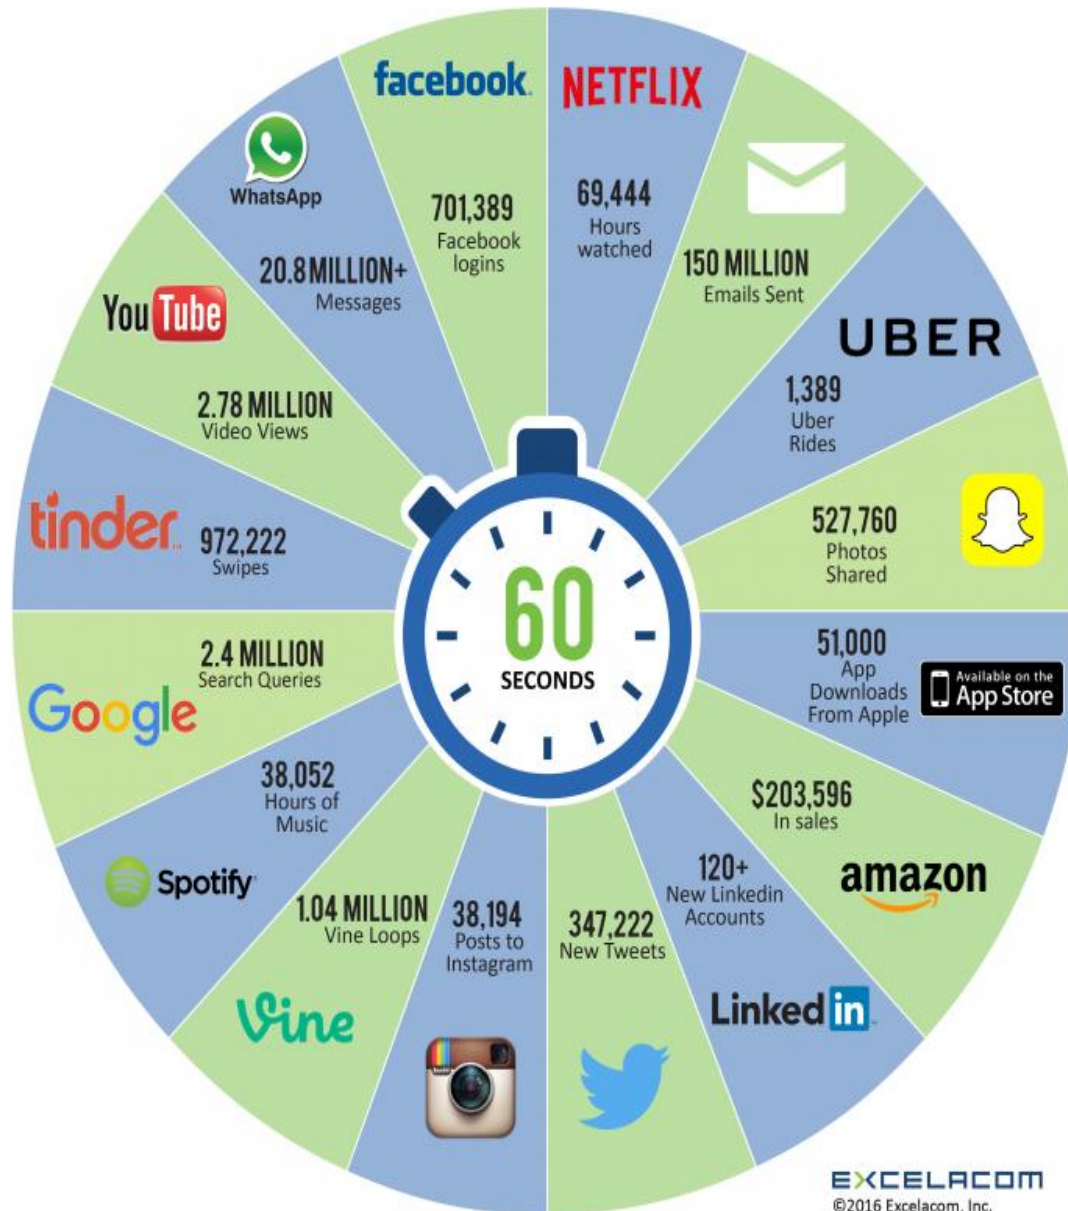 facebook
NETFLIX
69,444
Hours
watched
150 MILLION
Emails Sent
UBER
1,389
Uber
Rides
527,760
Photos
Shared
51,000
App
Downloads
From Apple
Available on the
App Store
$203,596
In sales
amazon
120+
New Linkedin
Accounts
Linked in
347,222
New Tweets
38,194
Posts to
Instagram
1.04 MILLION
Vine Loops
Vine
38,052
Hours of
Music
Spotify
2.4 MILLION
Search Queries
Google
tinder
972,222
Swipes
YouTube
2.78 MILLION
Video Views
WhatsApp
20.8 MILLION+
Messages
701,389
Facebook
logins
60
SECONDS
EXCELACOM
©2016 Excelacom, Inc.